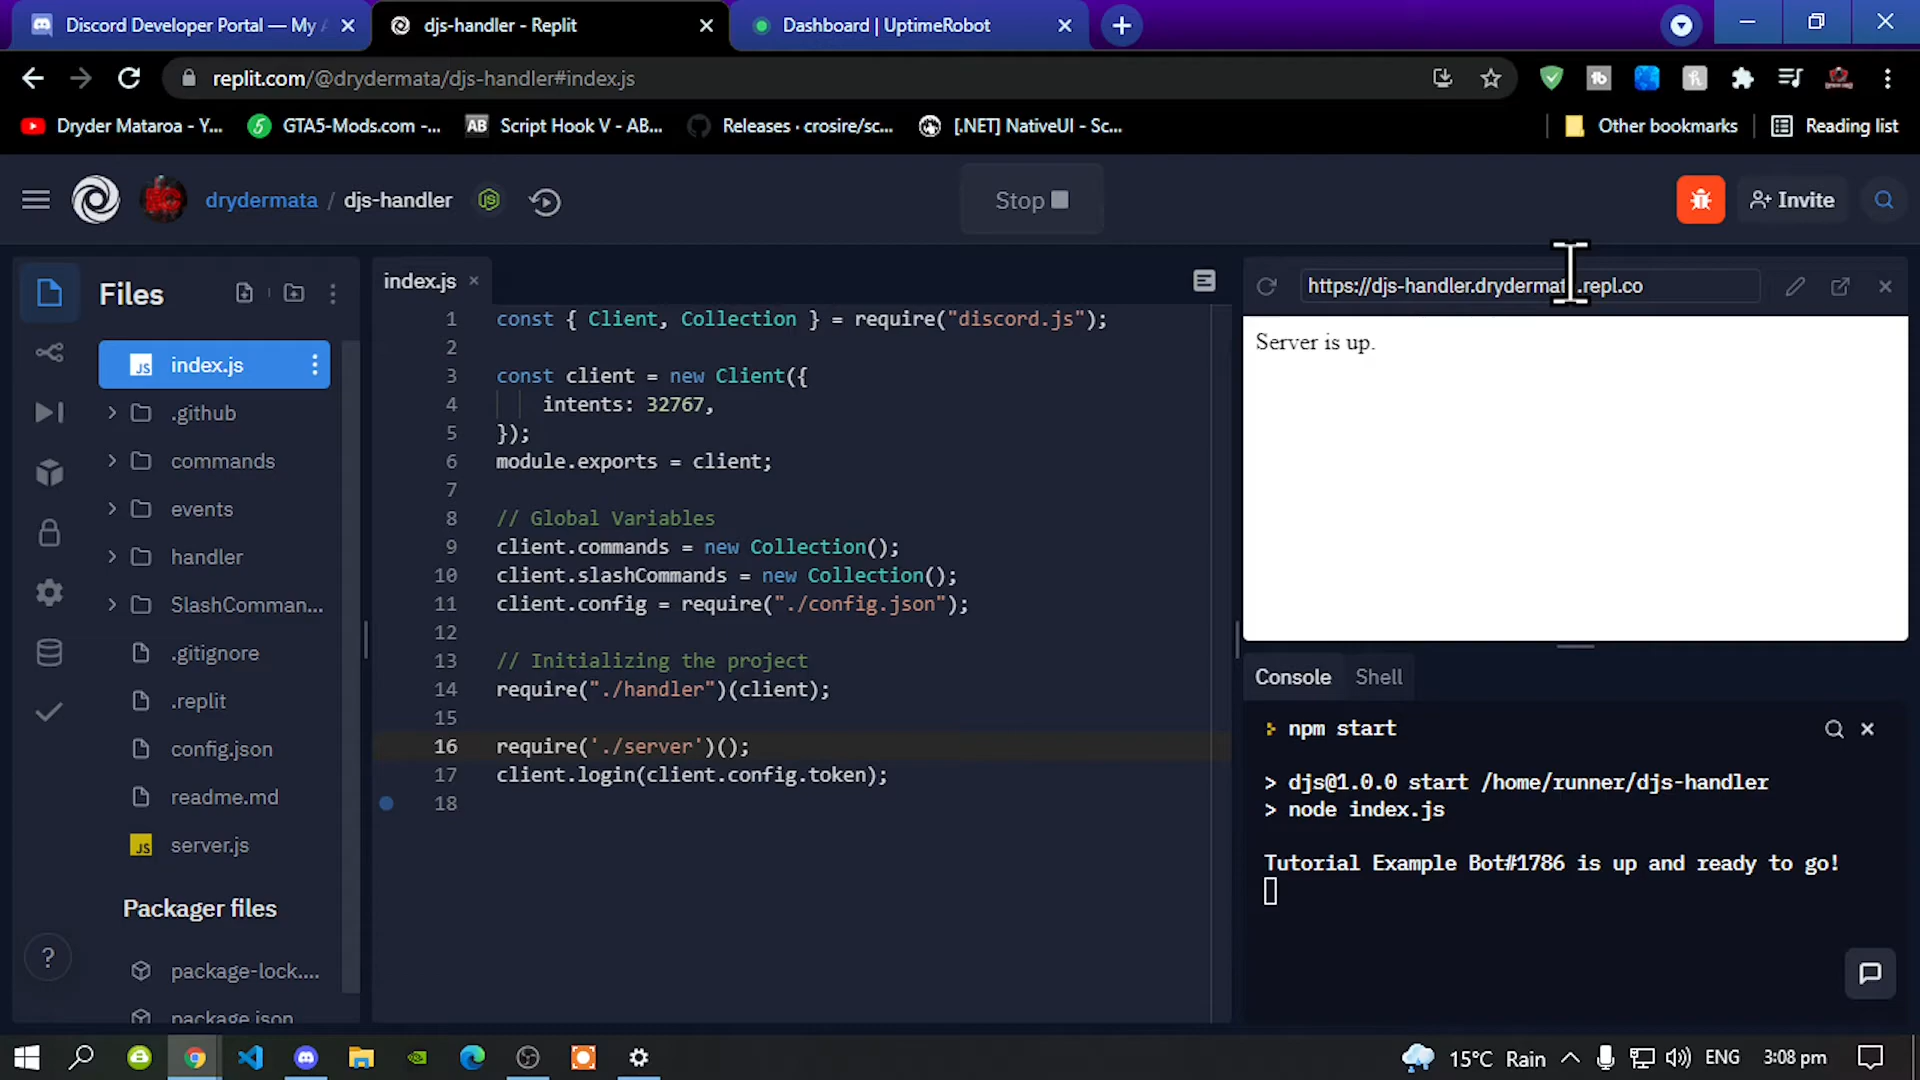 Discord Developer Portal — My A
djs-handler - Replit
Dashboard | UptimeRobot
replit.com/@drydermata/djs-handler#index.js
Dryder Mataroa - Y...
GTA5-Mods.com -...
AB Script Hook V - AB...
Releases · crosire/sc...
[.NET] NativeUI - Sc...
Other bookmarks
Reading list
drydermata / djs-handler
Stop
Invite
Files
index.js
.github
commands
events
handler
SlashComman...
.gitignore
.replit
config.json
readme.md
JS server.js
Packager files
package-lock....
package.json
index.js
1 const { Client, Collection } = require("discord.js");
2
3 const client = new Client({
4 intents: 32767,
5 });
6 module.exports = client;
7
8 // Global Variables
9 client.commands = new Collection();
10 client.slashCommands = new Collection();
11 client.config = require("./config.json");
12
13 // Initializing the project
14 require("./handler")(client);
15
16 require('./server')();
17 client.login(client.config.token);
18
https://djs-handler.drydermata.repl.co
Server is up.
Console Shell
npm start
> djs@1.0.0 start /home/runner/djs-handler
> node index.js
Tutorial Example Bot#1786 is up and ready to go!
15°C Rain
ENG
3:08 pm